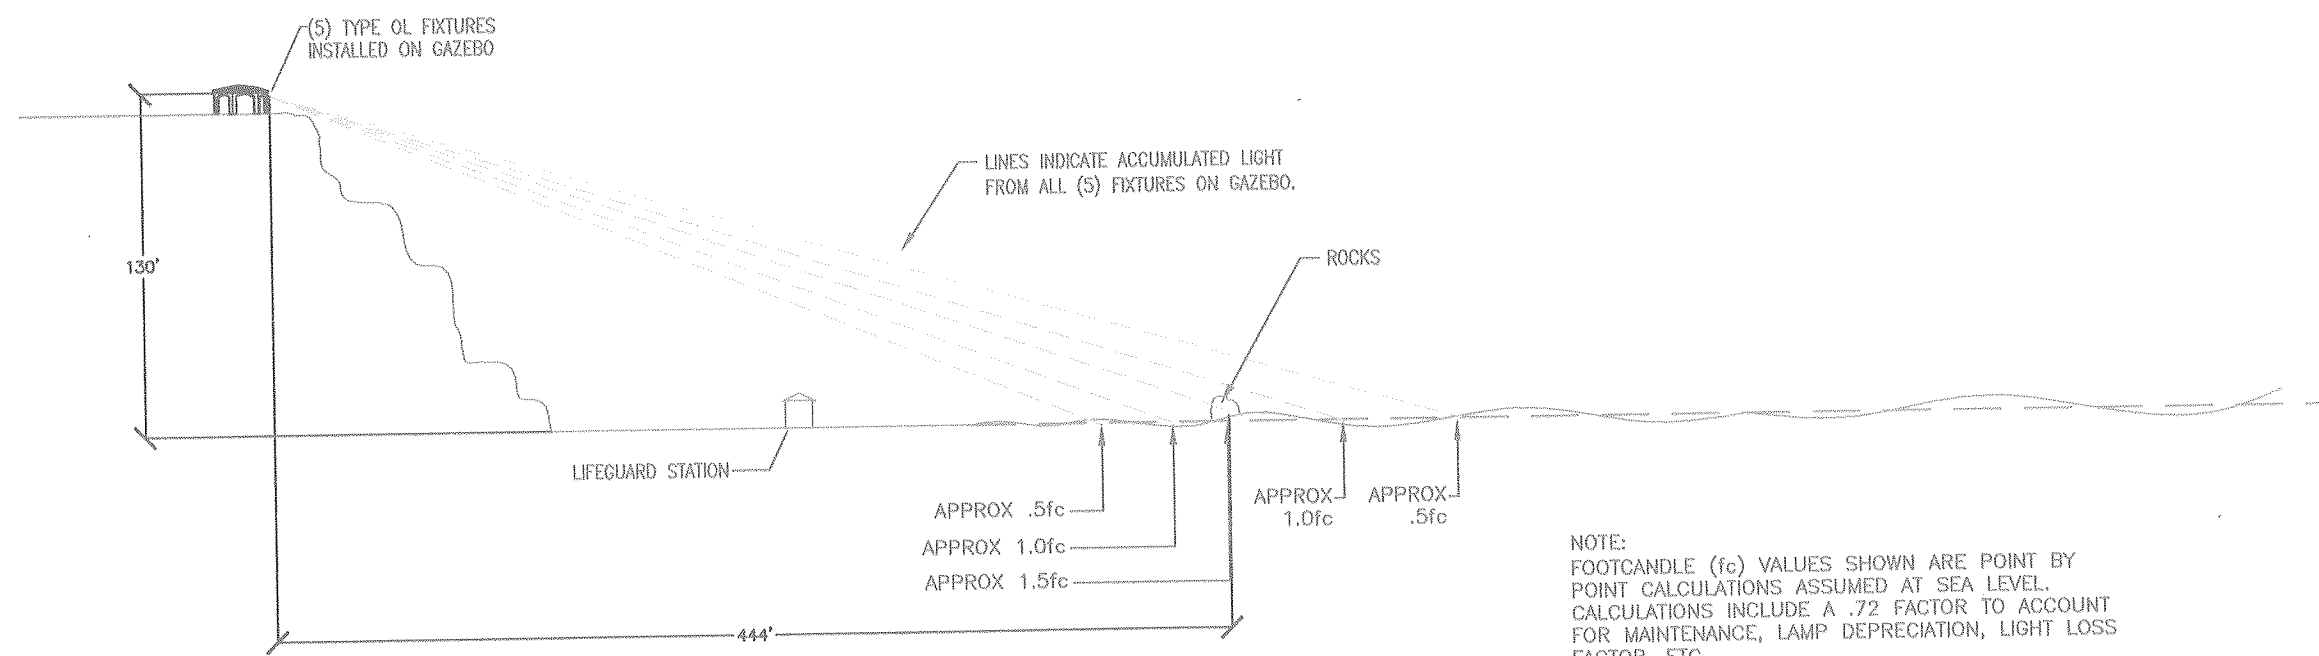 (5) TYPE OL FIXTURES
INSTALLED ON GAZEBO
LINES INDICATE ACCUMULATED LIGHT
FROM ALL (5) FIXTURES ON GAZEBO.
ROCKS
130'
LIFEGUARD STATION
APPROX .5fc
APPROX 1.0fc
APPROX 1.5fc
APPROX
1.0fc
APPROX
.5fc
444'
NOTE:
FOOTCANDLE (fc) VALUES SHOWN ARE POINT BY
POINT CALCULATIONS ASSUMED AT SEA LEVEL.
CALCULATIONS INCLUDE A .72 FACTOR TO ACCOUNT
FOR MAINTENANCE, LAMP DEPRECIATION, LIGHT LOSS
FACTOR, ETC